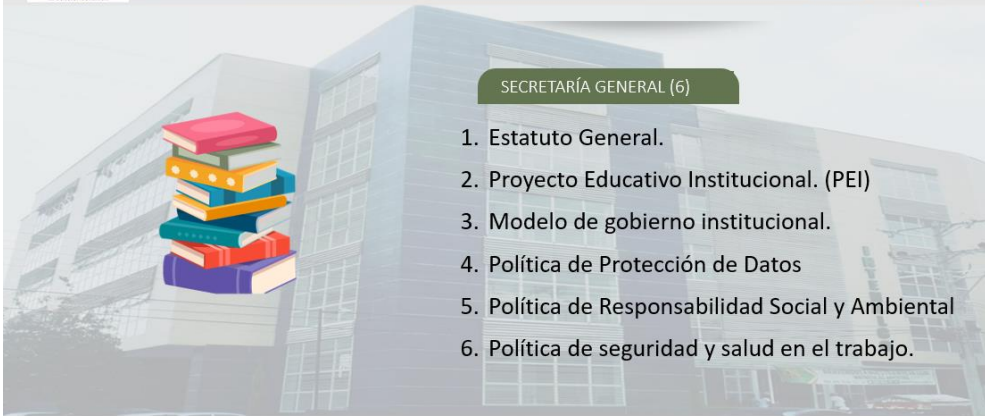 SECRETARÍA GENERAL (6)
1. Estatuto General.
2. Proyecto Educativo Institucional. (PEI)
3. Modelo de gobierno institucional.
4. Política de Protección de Datos
5. Política de Responsabilidad Social y Ambiental
6. Política de seguridad y salud en el trabajo.